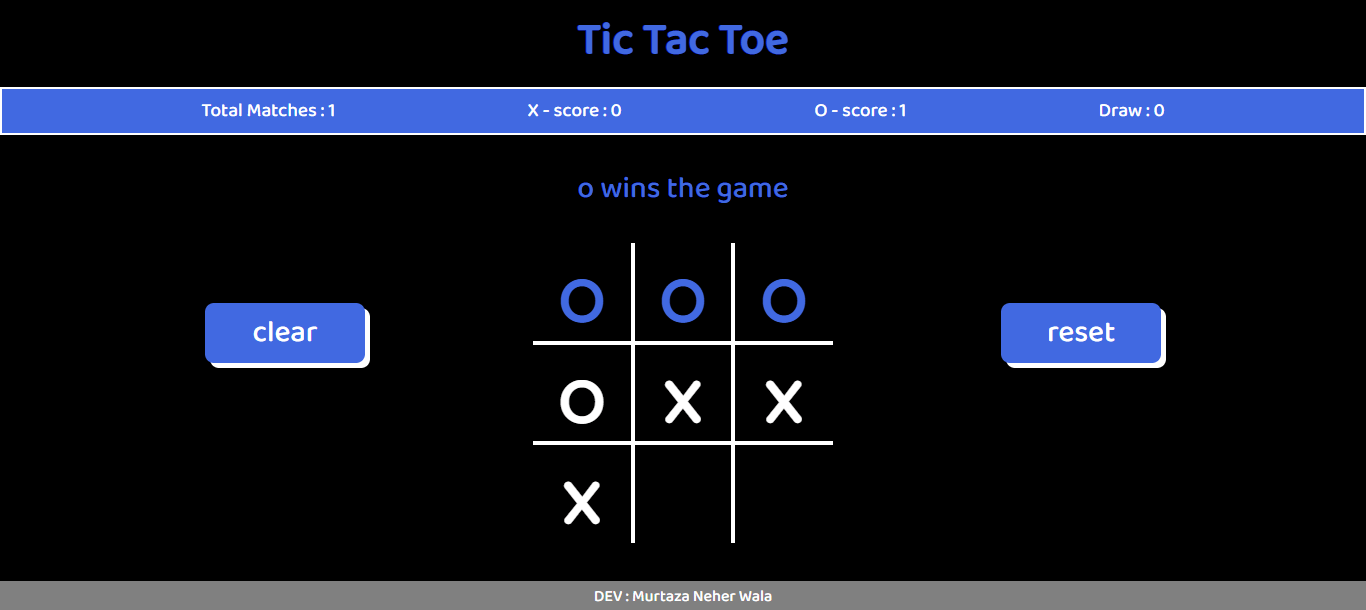 Tic Tac Toe
Total Matches : 1 X - score : 0 O - score : 1 Draw : 0
o wins the game
clear
reset
O O O
O X X
X
DEV : Murtaza Neher Wala